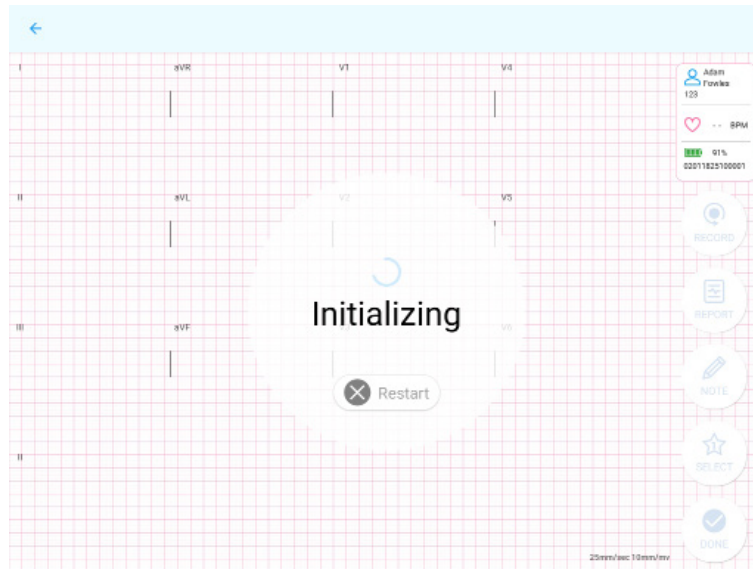 I aVR V1 V4
Adam
Fowles
123
-- BPM
91%
02011825100001
II aVL V2 V5
RECORD
Initializing
REPORT
III aVF V3 V6
Restart
NOTE
II
SELECT
DONE
25mm/sec 10mm/mv